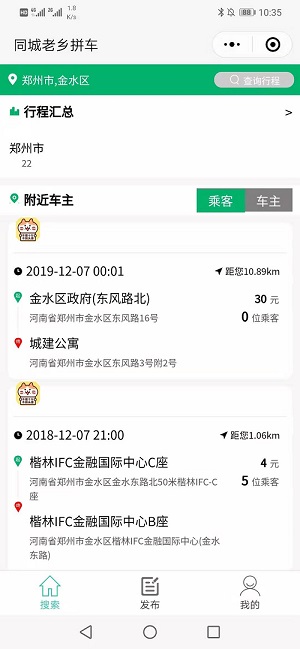 HD 4G 2G 1.8 K/s 88 10:35
同城老乡拼车
郑州市,金水区 查询行程
行程汇总 >
郑州市
22
附近车主 乘客 车主
2019-12-07 00:01 距您10.89km
金水区政府(东风路北) 30 元
河南省郑州市金水区东风路16号 0 位乘客
城建公寓
河南省郑州市金水区东风路3号附2号
2018-12-07 21:00 距您1.06km
楷林IFC金融国际中心C座 4 元
河南省郑州市金水区金水东路北50米楷林IFC-C 5 位乘客
座
楷林IFC金融国际中心B座
河南省郑州市金水区楷林IFC金融国际中心(金水
东路)
搜索 发布 我的